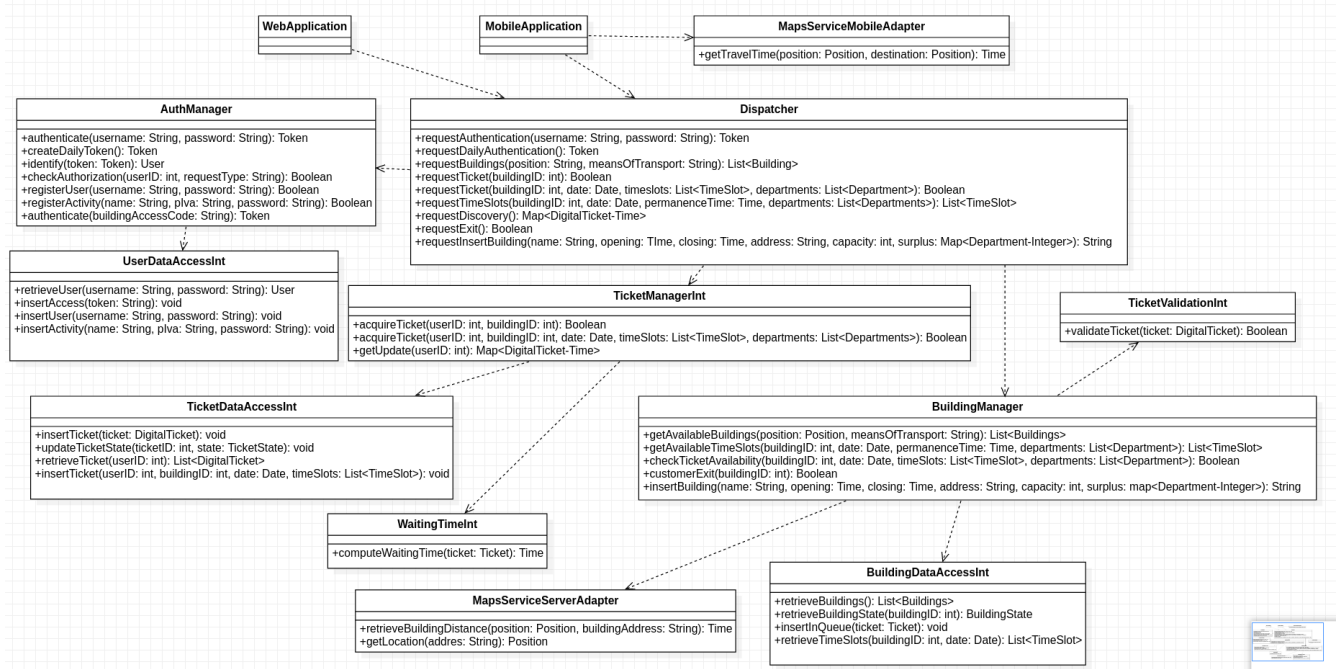 WebApplication
MobileApplication
MapsServiceMobileAdapter
+getTravelTime(position: Position, destination: Position): Time
AuthManager
+authenticate(username: String, password: String): Token
+createDailyToken(): Token
+identify(token: Token): User
+checkAuthorization(userID: int, requestType: String): Boolean
+registerUser(username: String, password: String): Boolean
+registerActivity(name: String, pIva: String, password: String): Boolean
+authenticate(buildingAccessCode: String): Token
Dispatcher
+requestAuthentication(username: String, password: String): Token
+requestDailyAuthentication(): Token
+requestBuildings(position: String, meansOfTransport: String): List<Building>
+requestTicket(buildingID: int): Boolean
+requestTicket(buildingID: int, date: Date, timeslots: List<TimeSlot>, departments: List<Department>): Boolean
+requestTimeSlots(buildingID: int, date: Date, permanenceTime: Time, departments: List<Departments>): List<TimeSlot>
+requestDiscovery(): Map<DigitalTicket-Time>
+requestExit(): Boolean
+requestInsertBuilding(name: String, opening: TIme, closing: Time, address: String, capacity: int, surplus: Map<Department-Integer>): String
UserDataAccessInt
+retrieveUser(username: String, password: String): User
+insertAccess(token: String): void
+insertUser(username: String, password: String): void
+insertActivity(name: String, pIva: String, password: String): void
TicketManagerInt
+acquireTicket(userID: int, buildingID: int): Boolean
+acquireTicket(userID: int, buildingID: int, date: Date, timeSlots: List<TimeSlot>, departments: List<Departments>): Boolean
+getUpdate(userID: int): Map<DigitalTicket-Time>
TicketValidationInt
+validateTicket(ticket: DigitalTicket): Boolean
TicketDataAccessInt
+insertTicket(ticket: DigitalTicket): void
+updateTicketState(ticketID: int, state: TicketState): void
+retrieveTicket(userID: int): List<DigitalTicket>
+insertTicket(userID: int, buildingID: int, date: Date, timeSlots: List<TimeSlot>): void
BuildingManager
+getAvailableBuildings(position: Position, meansOfTransport: String): List<Buildings>
+getAvailableTimeSlots(buildingID: int, date: Date, permanenceTime: Time, departments: List<Department>): List<TimeSlot>
+checkTicketAvailability(buildingID: int, date: Date, timeSlots: List<TimeSlot>, departments: List<Department>): Boolean
+customerExit(buildingID: int): Boolean
+insertBuilding(name: String, opening: Time, closing: Time, address: String, capacity: int, surplus: map<Department-Integer>): String
WaitingTimeInt
+computeWaitingTime(ticket: Ticket): Time
MapsServiceServerAdapter
+retrieveBuildingDistance(position: Position, buildingAddress: String): Time
+getLocation(addres: String): Position
BuildingDataAccessInt
+retrieveBuildings(): List<Buildings>
+retrieveBuildingState(buildingID: int): BuildingState
+insertInQueue(ticket: Ticket): void
+retrieveTimeSlots(buildingID: int, date: Date): List<TimeSlot>